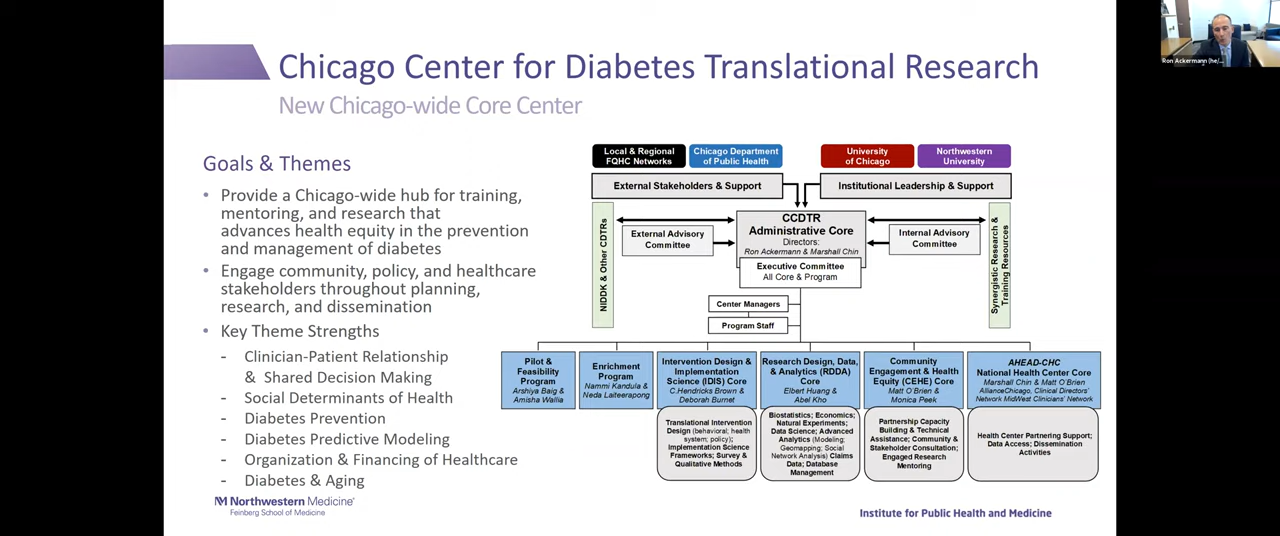 Chicago Center for Diabetes Translational Research
New Chicago-wide Core Center
Goals & Themes
• Provide a Chicago-wide hub for training,
mentoring, and research that
advances health equity in the prevention
and management of diabetes
• Engage community, policy, and healthcare
stakeholders throughout planning,
research, and dissemination
• Key Theme Strengths
- Clinician-Patient Relationship
& Shared Decision Making
- Social Determinants of Health
- Diabetes Prevention
- Diabetes Predictive Modeling
- Organization & Financing of Healthcare
- Diabetes & Aging
Local & Regional
FQHC Networks
Chicago Department
of Public Health
University
of Chicago
Northwestern
University
External Stakeholders & Support
Institutional Leadership & Support
NIDDK & Other CDTRs
External Advisory
Committee
CCDTR
Administrative Core
Directors:
Ron Ackermann & Marshall Chin
Executive Committee
All Core & Program
Internal Advisory
Committee
Synergistic Research &
Training Resources
Center Managers
Program Staff
Pilot &
Feasibility
Program
Arshiya Baig &
Amisha Wallia
Enrichment
Program
Nammi Kandula &
Neda Laiteerapong
Intervention Design &
Implementation
Science (IDIS) Core
C.Hendricks Brown &
Deborah Burnet
Research Design, Data,
& Analytics (RDDA)
Core
Elbert Huang &
Abel Kho
Community
Engagement & Health
Equity (CEHE) Core
Matt O'Brien &
Monica Peek
AHEAD-CHC
National Health Center Core
Marshall Chin & Matt O'Brien
AllianceChicago, Clinical Directors'
Network MidWest Clinicians' Network
Translational Intervention
Design (behavioral; health
system; policy);
Implementation Science
Frameworks; Survey &
Qualitative Methods
Biostatistics; Economics;
Natural Experiments;
Data Science; Advanced
Analytics (Modeling;
Geomapping; Social
Network Analysis) Claims
Data; Database
Management
Partnership Capacity
Building & Technical
Assistance; Community &
Stakeholder Consultation;
Engaged Research
Mentoring
Health Center Partnering Support;
Data Access; Dissemination
Activities
Northwestern Medicine®
Feinberg School of Medicine
Institute for Public Health and Medicine
Ron Ackermann (he/...